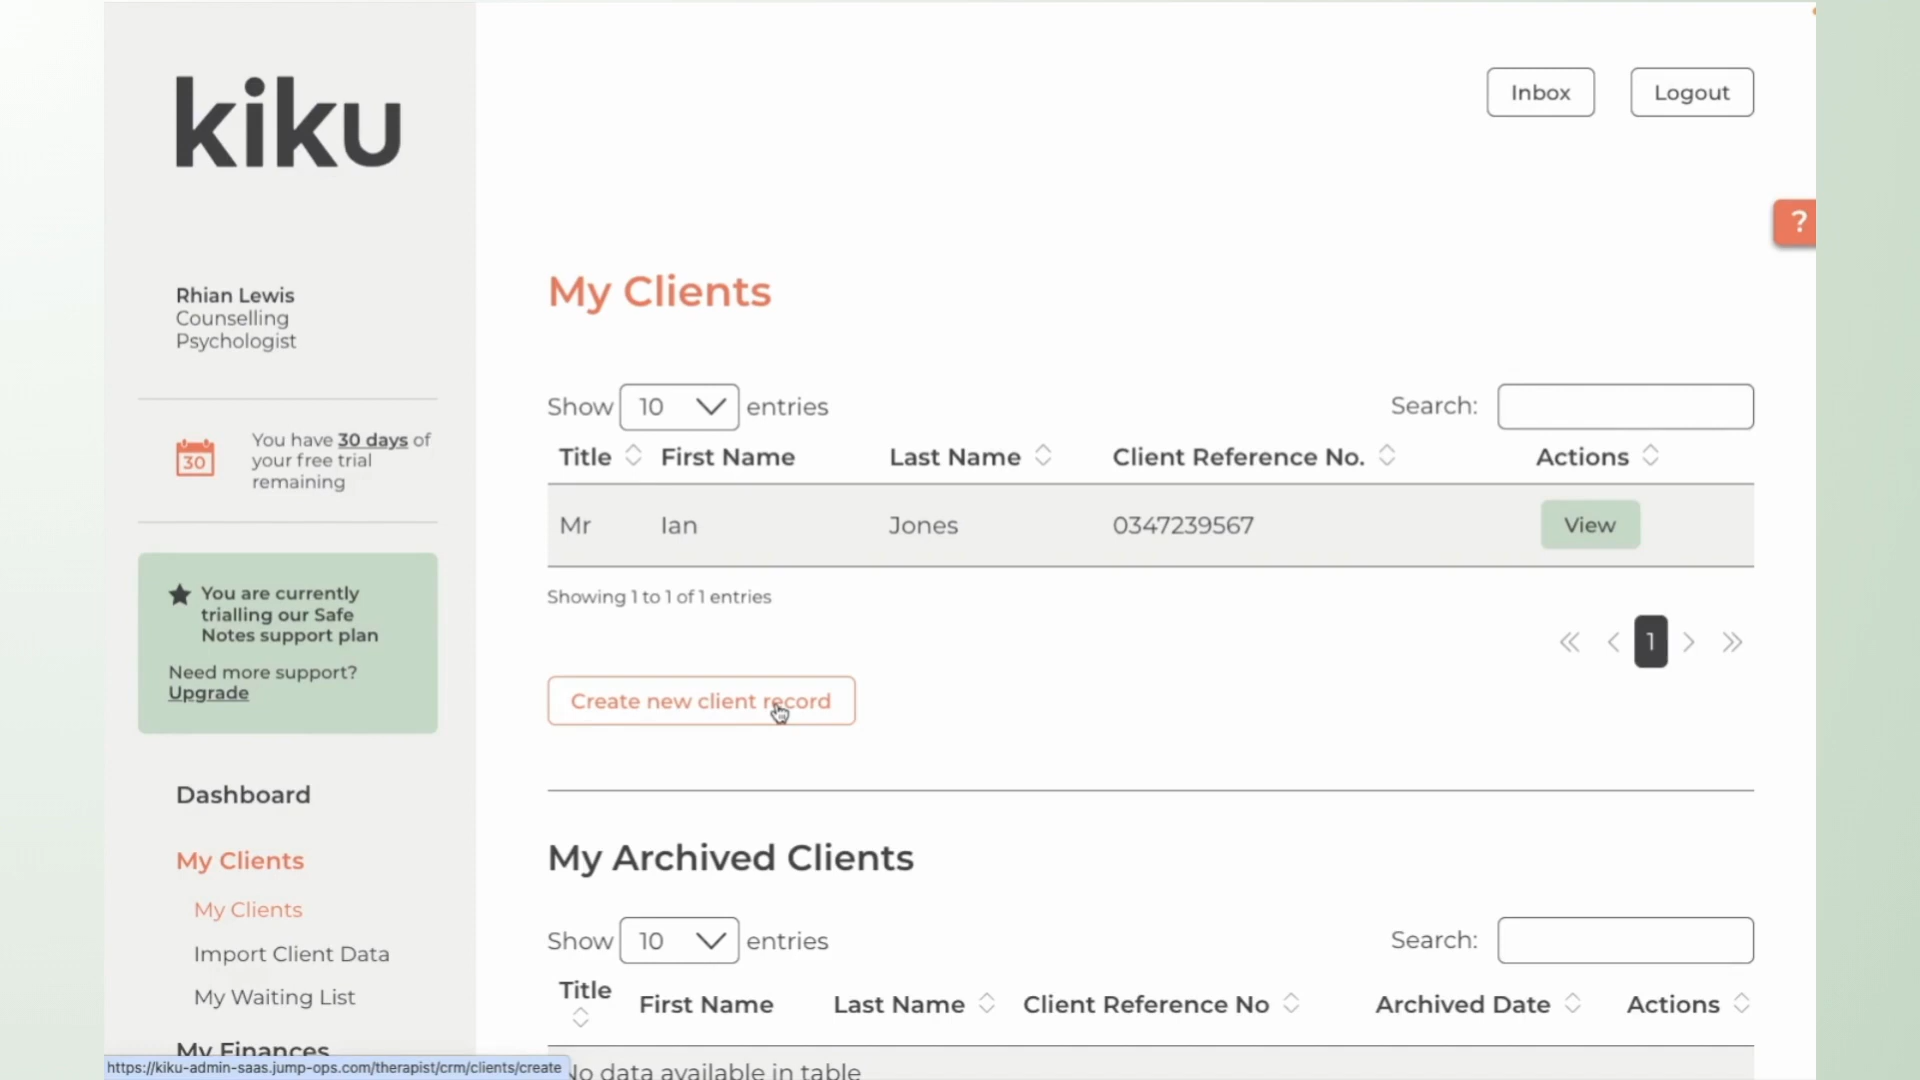 kiku
Inbox
Logout
?
Rhian Lewis
Counselling
Psychologist
30
You have 30 days of
your free trial
remaining
You are currently
trialling our Safe
Notes support plan
Need more support?
Upgrade
Dashboard
My Clients
My Clients
Import Client Data
My Waiting List
My Finances
My Clients
Show 10 entries
Search:
Title First Name Last Name Client Reference No. Actions
Mr Ian Jones 0347239567 View
Showing 1 to 1 of 1 entries
1
Create new client record
My Archived Clients
Show 10 entries
Search:
Title First Name Last Name Client Reference No Archived Date Actions
No data available in table
https://kiku-admin-saas.jump-ops.com/therapist/crm/clients/create